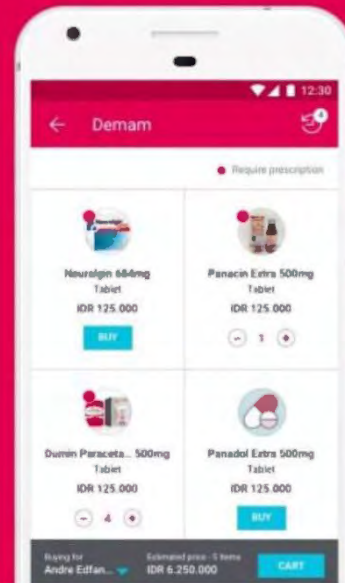 12:30
Demam
4
Require prescription
Neuralgin 684mg
Tablet
IDR 125.000
BUY
Panacin Extra 500mg
Tablet
IDR 125.000
1
Dumin Paraceta... 500mg
Tablet
IDR 125.000
4
Panadol Extra 500mg
Tablet
IDR 125.000
BUY
Buying for
Andre Edfan...
Estimated price - 5 items
IDR 6.250.000
CART